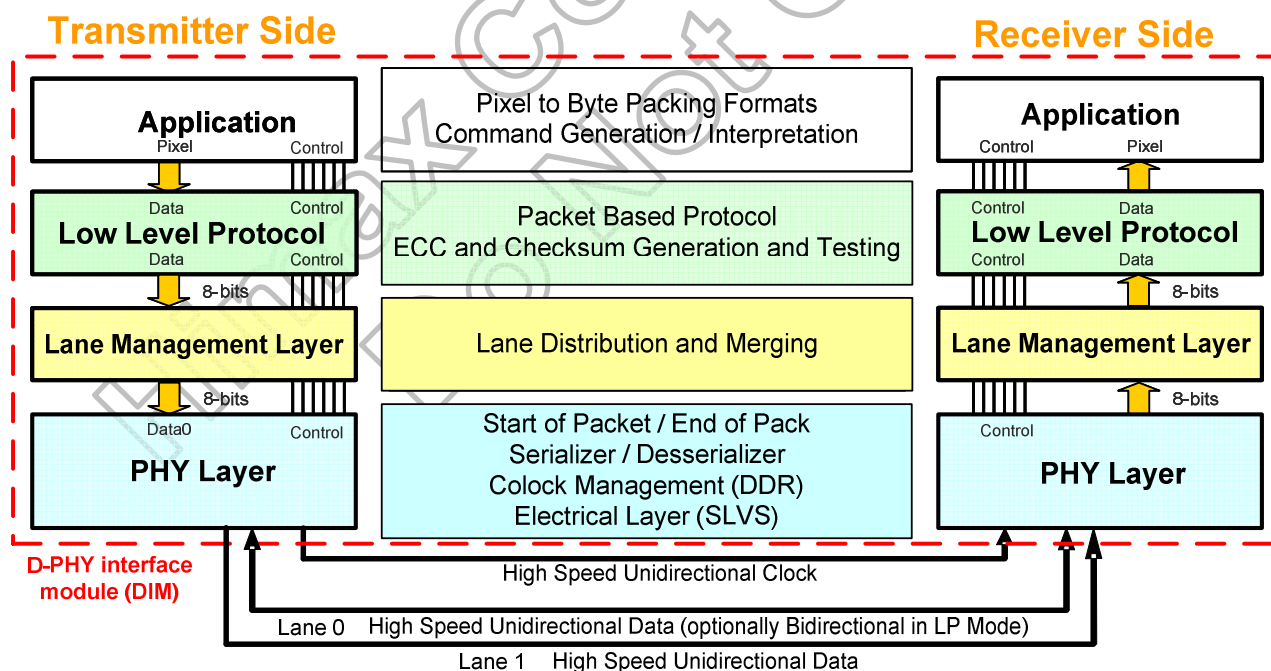 Transmitter Side
Receiver Side
Application
Pixel
Control
Data
Control
Low Level Protocol
Data
Control
8-bits
Lane Management Layer
8-bits
Data0
Control
PHY Layer
Pixel to Byte Packing Formats
Command Generation / Interpretation
Packet Based Protocol
ECC and Checksum Generation and Testing
Lane Distribution and Merging
Start of Packet / End of Pack
Serializer / Desserializer
Colock Management (DDR)
Electrical Layer (SLVS)
Application
Control
Pixel
Control
Data
Low Level Protocol
Control
Data
8-bits
Lane Management Layer
8-bits
Control
PHY Layer
D-PHY interface
module (DIM)
High Speed Unidirectional Clock
Lane 0 High Speed Unidirectional Data (optionally Bidirectional in LP Mode)
Lane 1 High Speed Unidirectional Data
Himax Co
Do Not